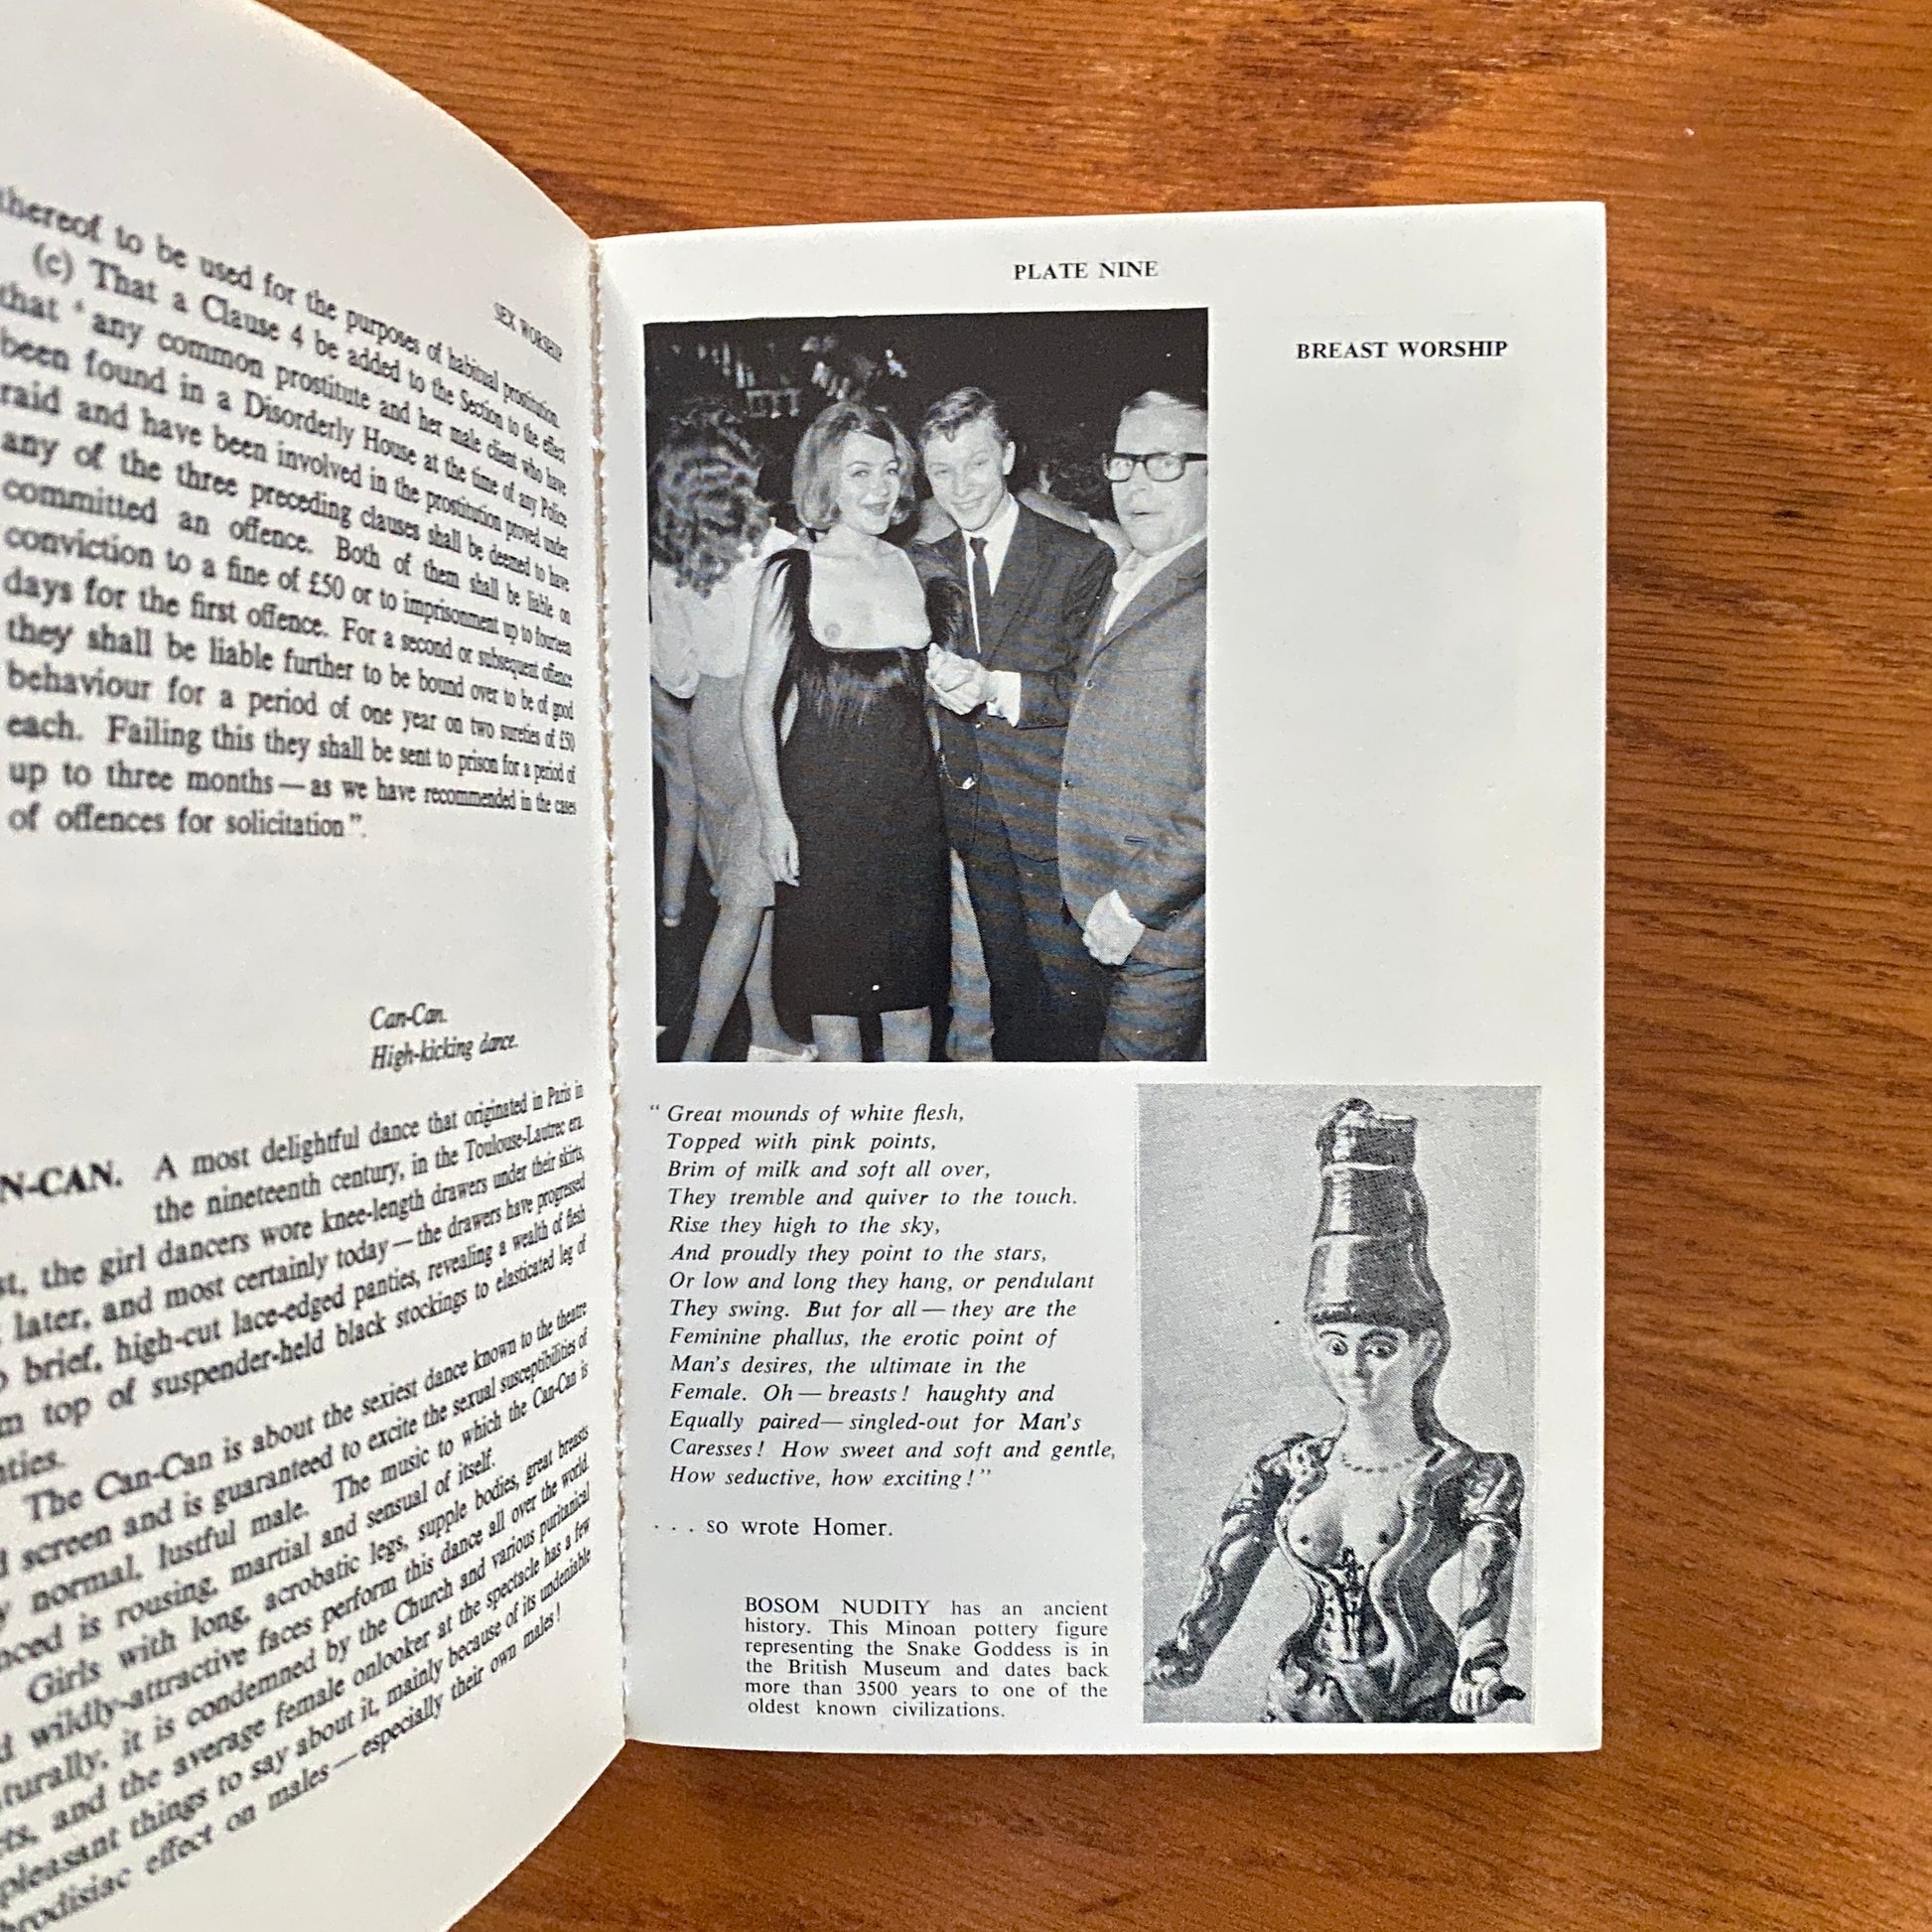 SEX WORSHIP
thereof to be used for the purposes of habitual prostitution.
(c) That a Clause 4 be added to the Section to the effect
that ‘any common prostitute and her male client who have
been found in a Disorderly House at the time of any Police
raid and have been involved in the prostitution proved under
any of the three preceding clauses shall be deemed to have
committed an offence. Both of them shall be liable on
conviction to a fine of £50 or to imprisonment up to fourteen
days for the first offence. For a second or subsequent offence
they shall be liable further to be bound over to be of good
behaviour for a period of one year on two sureties of £50
each. Failing this they shall be sent to prison for a period of
up to three months — as we have recommended in the cases
of offences for solicitation”.
Can-Can.
High-kicking dance.
N-CAN. A most delightful dance that originated in Paris in
the nineteenth century, in the Toulouse-Lautrec era.
st, the girl dancers wore knee-length drawers under their skirts,
later, and most certainly today — the drawers have progressed
brief, high-cut lace-edged panties, revealing a wealth of flesh
m top of suspender-held black stockings to elasticated leg of
nties.
The Can-Can is about the sexiest dance known to the theatre
d screen and is guaranteed to excite the sexual susceptibilities of
y normal, lustful male. The music to which the Can-Can is
nced is rousing, martial and sensual of itself.
Girls with long, acrobatic legs, supple bodies, great breasts
d wildly-attractive faces perform this dance all over the world.
turally, it is condemned by the Church and various puritanical
cts, and the average female onlooker at the spectacle has a few
pleasant things to say about it, mainly because of its undeniable
hrodisiac effect on males — especially their own males!
PLATE NINE
BREAST WORSHIP
“Great mounds of white flesh,
Topped with pink points,
Brim of milk and soft all over,
They tremble and quiver to the touch.
Rise they high to the sky,
And proudly they point to the stars,
Or low and long they hang, or pendulant
They swing. But for all — they are the
Feminine phallus, the erotic point of
Man's desires, the ultimate in the
Female. Oh — breasts! haughty and
Equally paired— singled-out for Man's
Caresses! How sweet and soft and gentle,
How seductive, how exciting!”
. . . so wrote Homer.
BOSOM NUDITY has an ancient
history. This Minoan pottery figure
representing the Snake Goddess is in
the British Museum and dates back
more than 3500 years to one of the
oldest known civilizations.